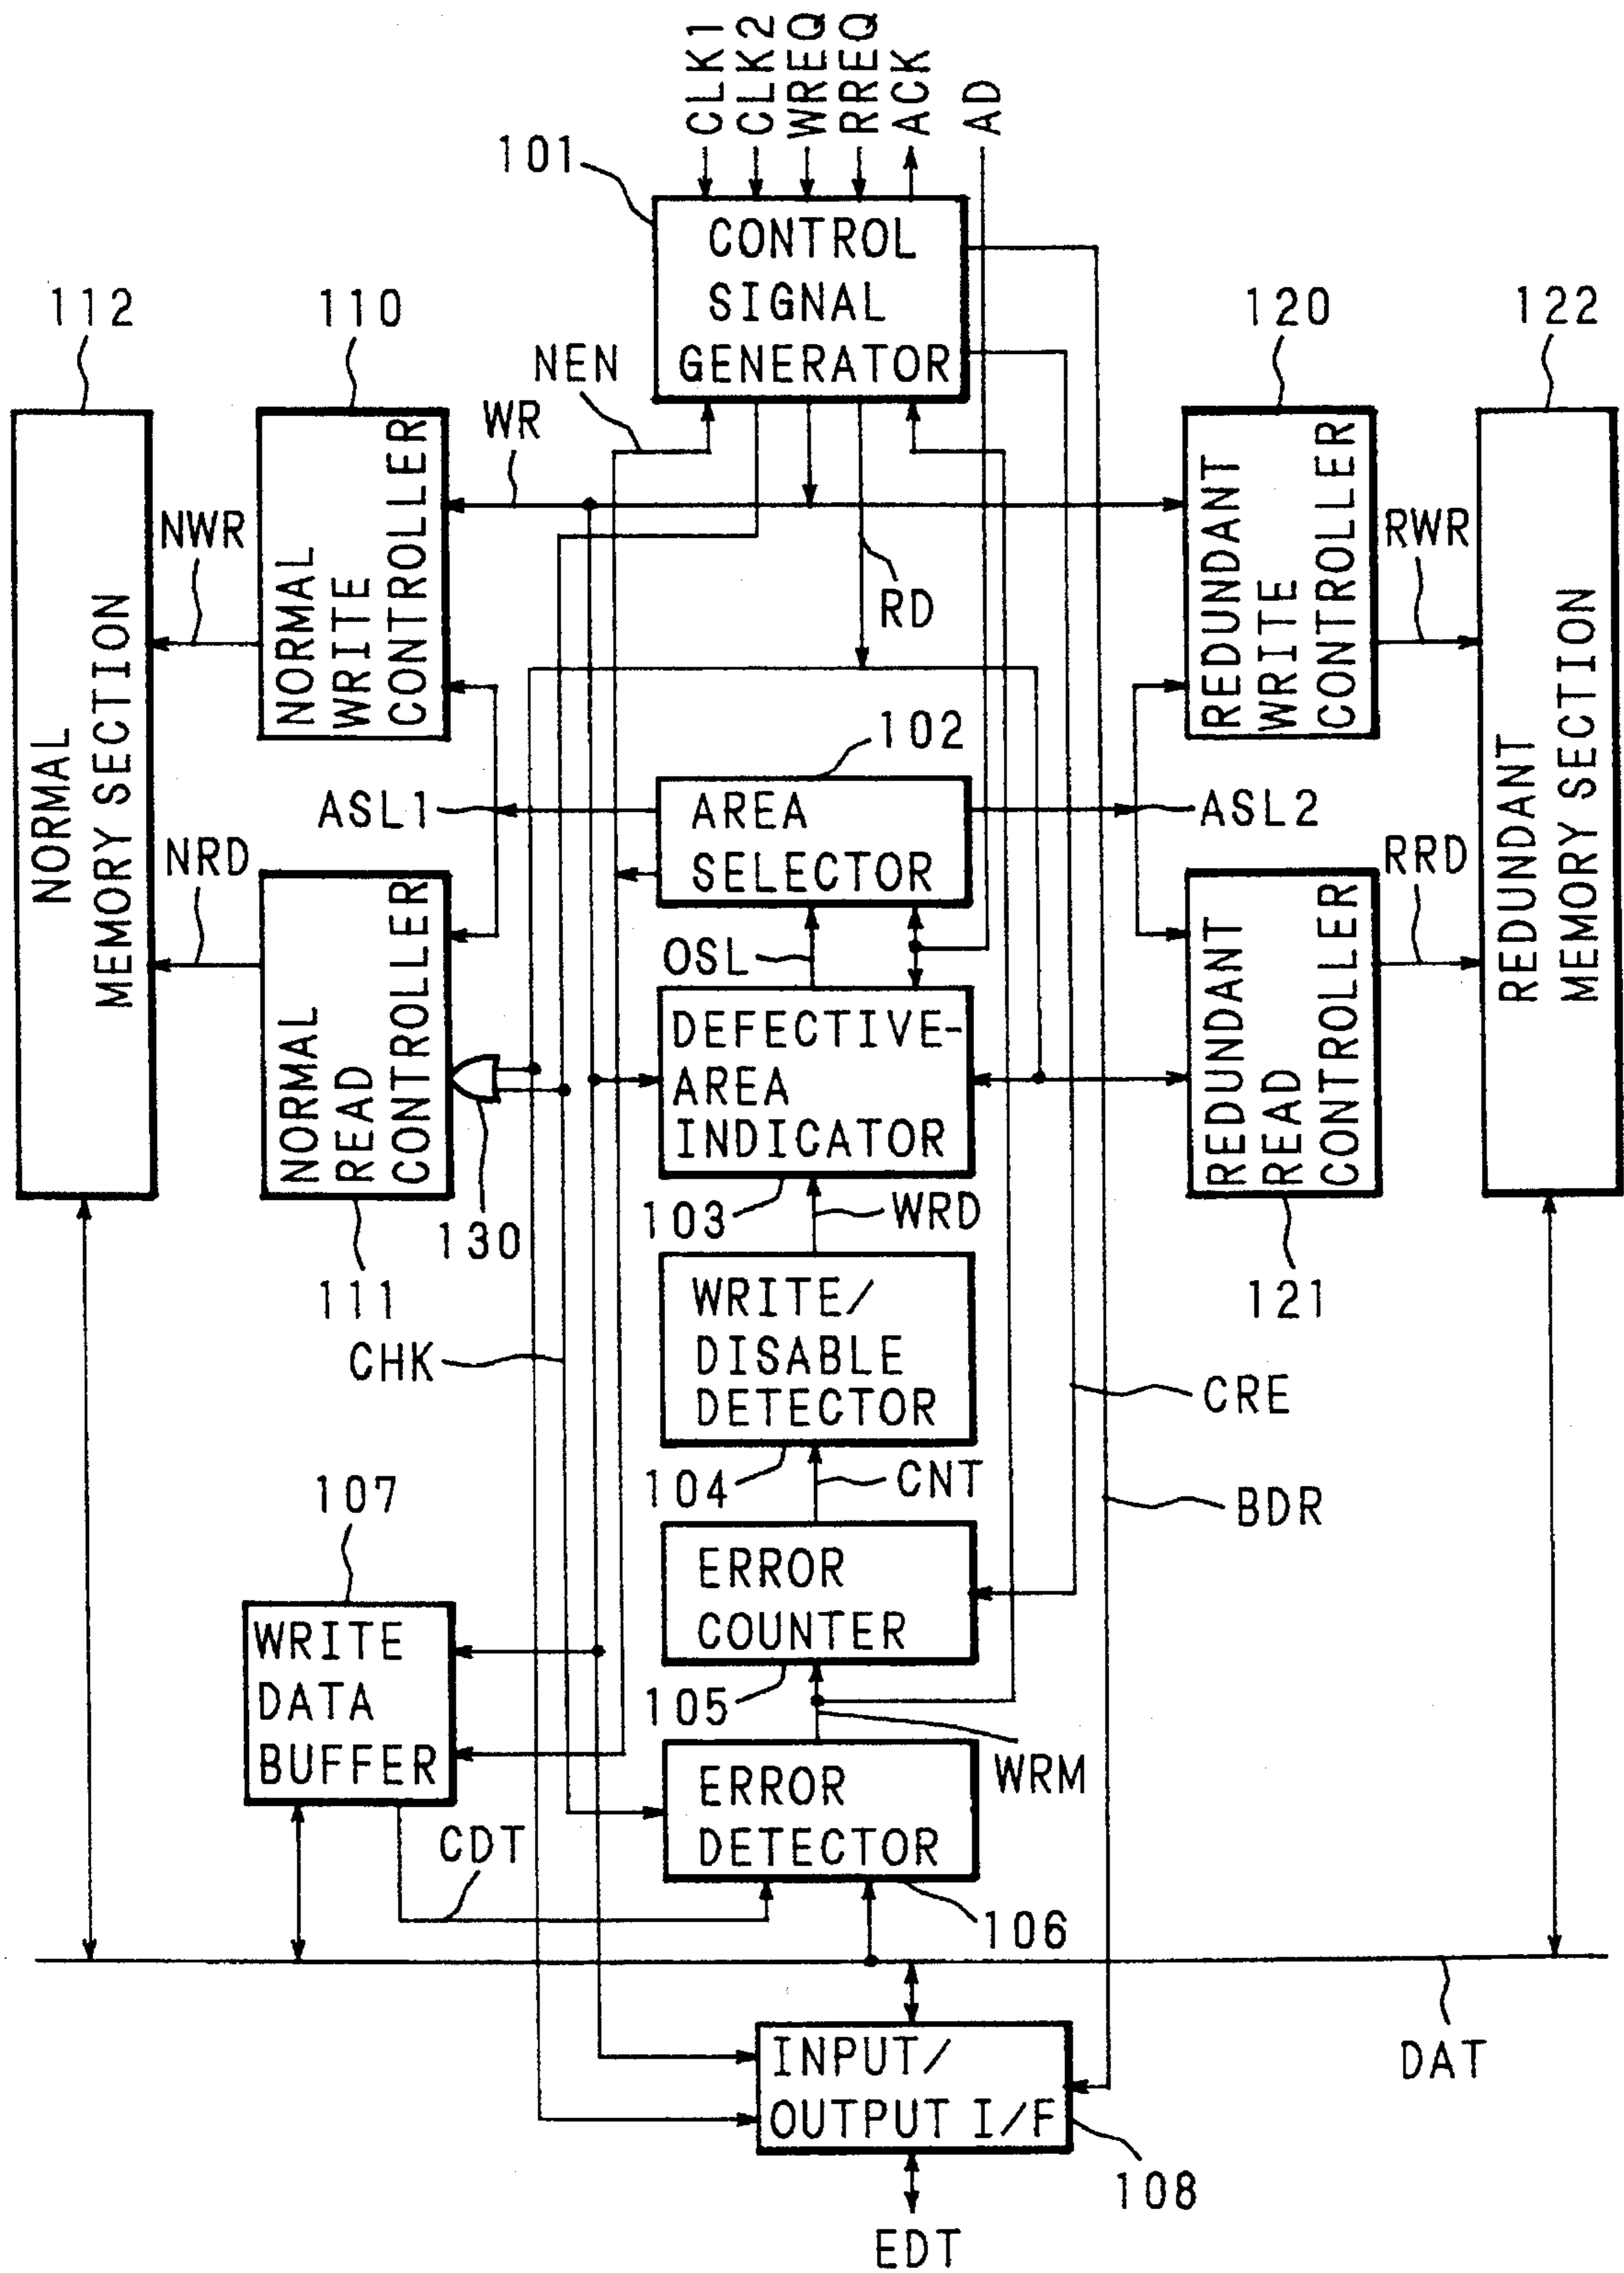 CLK1
CLK2
WREQ
RREQ
ACK
AD
101
CONTROL
SIGNAL
GENERATOR
112
110
120
122
NEN
WR
NORMAL
MEMORY SECTION
NWR
NORMAL
WRITE
CONTROLLER
RD
REDUNDANT
WRITE
CONTROLLER
RWR
REDUNDANT
MEMORY SECTION
102
ASL1
AREA
SELECTOR
ASL2
NRD
NORMAL
READ
CONTROLLER
OSL
RRD
REDUNDANT
READ
CONTROLLER
DEFECTIVE-
AREA
INDICATOR
130
103
WRD
111
121
CHK
WRITE/
DISABLE
DETECTOR
CRE
104
CNT
107
BDR
ERROR
COUNTER
WRITE
DATA
BUFFER
105
WRM
ERROR
DETECTOR
CDT
106
DAT
INPUT/
OUTPUT I/F
108
EDT